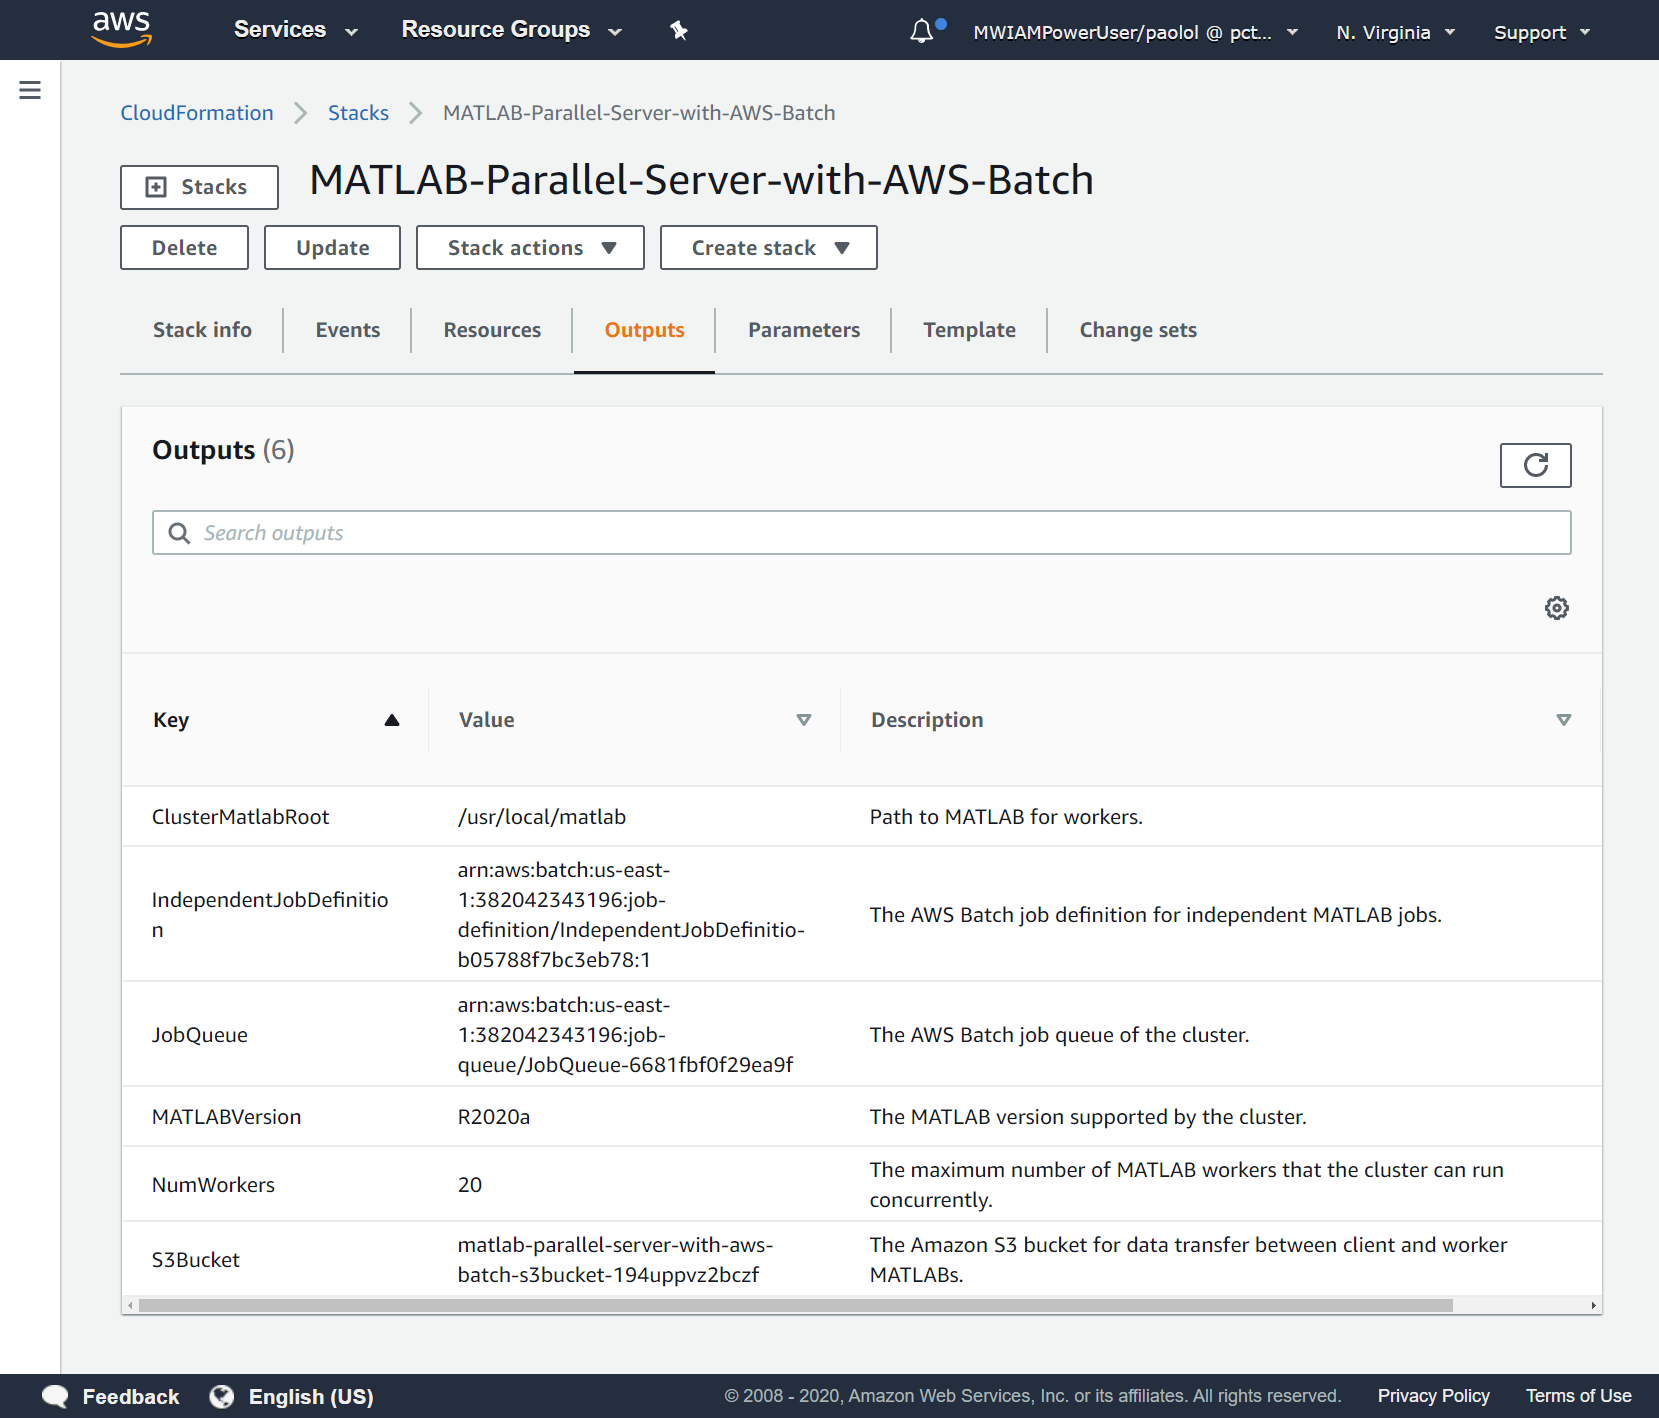 aws Services Resource Groups MWIAMPowerUser/paolol @ pct... N. Virginia Support
CloudFormation Stacks MATLAB-Parallel-Server-with-AWS-Batch
Stacks MATLAB-Parallel-Server-with-AWS-Batch
Delete Update Stack actions Create stack
Stack info Events Resources Outputs Parameters Template Change sets
Outputs (6)
Search outputs
Key Value Description
ClusterMatlabRoot /usr/local/matlab Path to MATLAB for workers.
IndependentJobDefinitio
n
arn:aws:batch:us-east-
1:382042343196:job-
definition/IndependentJobDefinitio-
b05788f7bc3eb78:1
The AWS Batch job definition for independent MATLAB jobs.
JobQueue
arn:aws:batch:us-east-
1:382042343196:job-
queue/JobQueue-6681fbf0f29ea9f
The AWS Batch job queue of the cluster.
MATLABVersion R2020a The MATLAB version supported by the cluster.
NumWorkers 20
The maximum number of MATLAB workers that the cluster can run
concurrently.
S3Bucket
matlab-parallel-server-with-aws-
batch-s3bucket-194uppvz2bczf
The Amazon S3 bucket for data transfer between client and worker
MATLABs.
Feedback English (US) © 2008 - 2020, Amazon Web Services, Inc. or its affiliates. All rights reserved. Privacy Policy Terms of Use